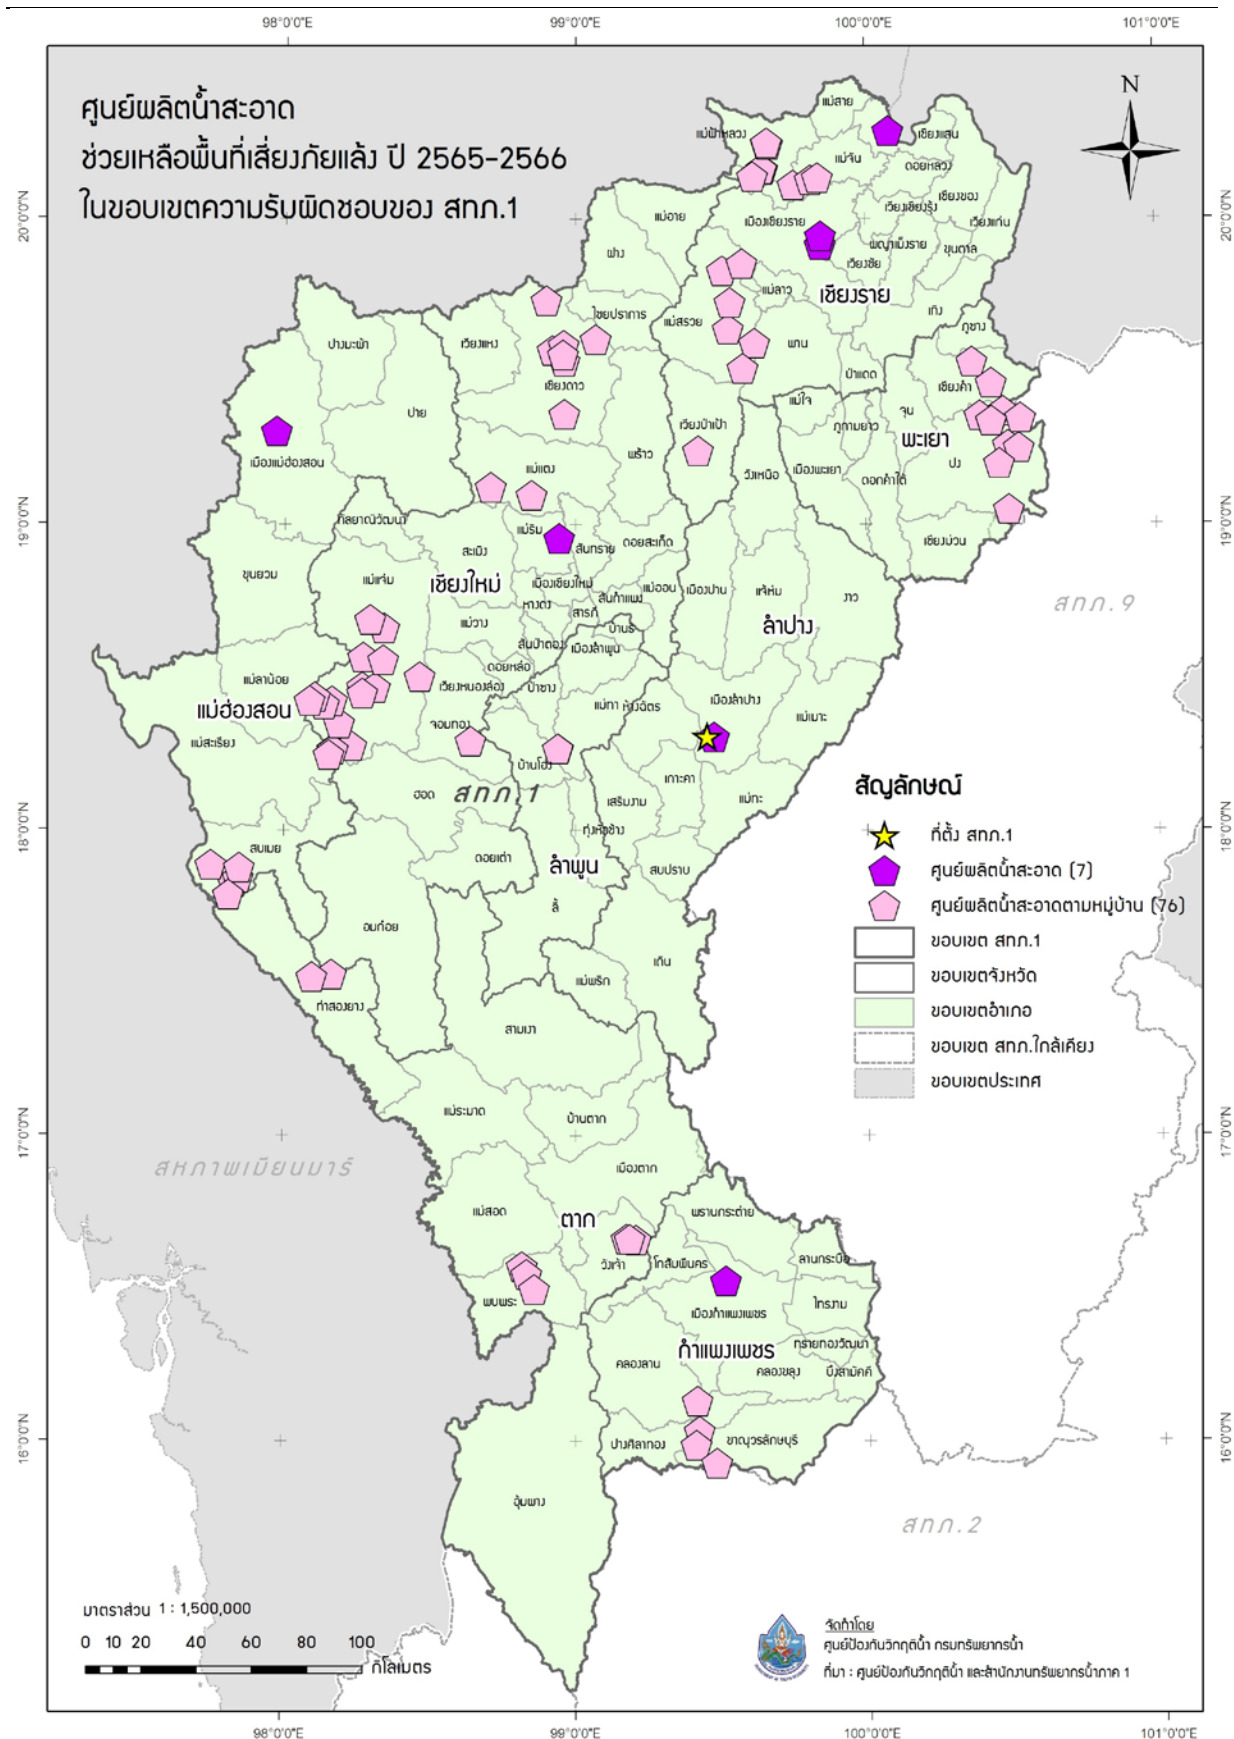 98°0'0"E
99°0'0"E
100°0'0"E
101°0'0"E
ศูนย์ผลิตน้ำสะอาด
ช่วยเหลือพื้นที่เสี่ยงภัยแล้ง ปี 2565-2566
ในขอบเขตความรับผิดชอบของ สทภ.1
N
20°0'0"N
20°0'0"N
19°0'0"N
19°0'0"N
18°0'0"N
18°0'0"N
17°0'0"N
17°0'0"N
16°0'0"N
16°0'0"N
แม่สาย
แม่ฟ้าหลวง
เชียงแสน
แม่จัน
ดอยหลวง
เชียงของ
เวียงเชียงรุ้ง
เวียงแก่น
แม่อาย
เมืองเชียงราย
พญาเม็งราย
ขุนตาล
ฝาง
เวียงชัย
แม่ลาว
เชียงราย
เทิง
ไชยปราการ
แม่สรวย
ภูซาง
ปางมะผ้า
เวียงแหง
พาน
ป่าแดด
เชียงดาว
เชียงคำ
ปาย
แม่ใจ
จุน
เวียงป่าเป้า
ภูกามยาว
พะเยา
เมืองแม่ฮ่องสอน
แม่แตง
พร้าว
วังเหนือ
เมืองพะเยา
ปง
ดอกคำใต้
กัลยาณิวัฒนา
แม่ริม
สันทราย
ดอยสะเก็ด
เชียงม่วน
สะเมิง
ขุนยวม
แม่แจ่ม
เชียงใหม่
เมืองเชียงใหม่
แม่ออน
เมืองปาน
แจ้ห่ม
งาว
สันกำแพง
หางดง
สารภี
สทภ.9
แม่วาง
บ้านธิ
ลำปาง
สันป่าตอง
เมืองลำพูน
ดอยหล่อ
แม่ลาน้อย
เวียงหนองล่อง
ป่าซาง
เมืองลำปาง
แม่ฮ่องสอน
แม่ทา
ห้างฉัตร
แม่เมาะ
จอมทอง
แม่สะเรียง
บ้านโฮ่ง
เกาะคา
ฮอด
สทภ.1
เสริมงาม
แม่ทะ
ทุ่งหัวช้าง
สบเมย
ดอยเต่า
ลำพูน
สบปราบ
ลี้
อมก๋อย
เถิน
แม่พริก
ท่าสองยาง
สามเงา
แม่ระมาด
บ้านตาก
สหภาพเมียนมาร์
เมืองตาก
แม่สอด
ตาก
พรานกระต่าย
วังเจ้า
โกสัมพีนคร
ลานกระบือ
พบพระ
เมืองกำแพงเพชร
ไทรงาม
กำแพงเพชร
ทรายทองวัฒนา
คลองลาน
คลองขลุง
บึงสามัคคี
ปางศิลาทอง
ขาณุวรลักษบุรี
อุ้มผาง
สทภ.2
สัญลักษณ์
ที่ตั้ง สทภ.1
ศูนย์ผลิตน้ำสะอาด (7)
ศูนย์ผลิตน้ำสะอาดตามหมู่บ้าน (76)
ขอบเขต สทภ.1
ขอบเขตจังหวัด
ขอบเขตอำเภอ
ขอบเขต สทภ.ใกล้เคียง
ขอบเขตประเทศ
มาตราส่วน 1 : 1,500,000
0 10 20 40 60 80 100
กิโลเมตร
จัดทำโดย
ศูนย์ป้องกันวิกฤติน้ำ กรมทรัพยากรน้ำ
ที่มา : ศูนย์ป้องกันวิกฤติน้ำ และสำนักงานทรัพยากรน้ำภาค 1
98°0'0"E
99°0'0"E
100°0'0"E
101°0'0"E